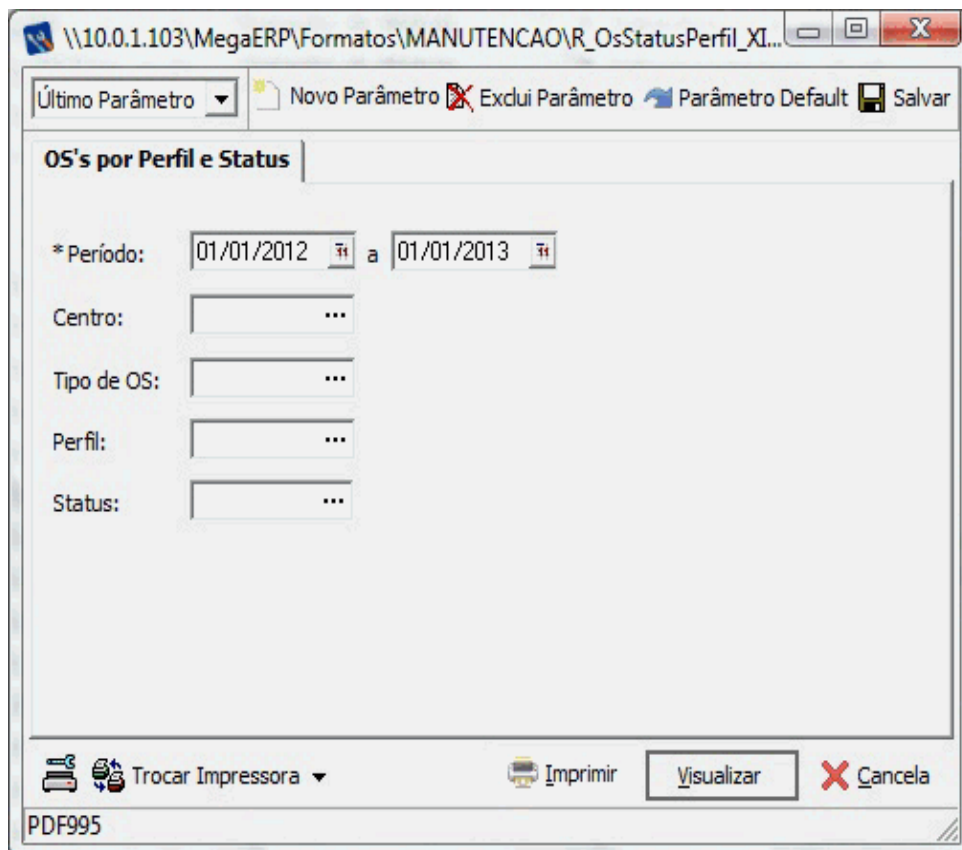 \\10.0.1.103\MegaERP\Formatos\MANUTENCAO\R_OsStatusPerfil_XI...
Último Parâmetro Novo Parâmetro Exclui Parâmetro Parâmetro Default Salvar
OS's por Perfil e Status
* Período: 01/01/2012 a 01/01/2013
Centro: ...
Tipo de OS: ...
Perfil: ...
Status: ...
Trocar Impressora Imprimir Visualizar Cancela
PDF995